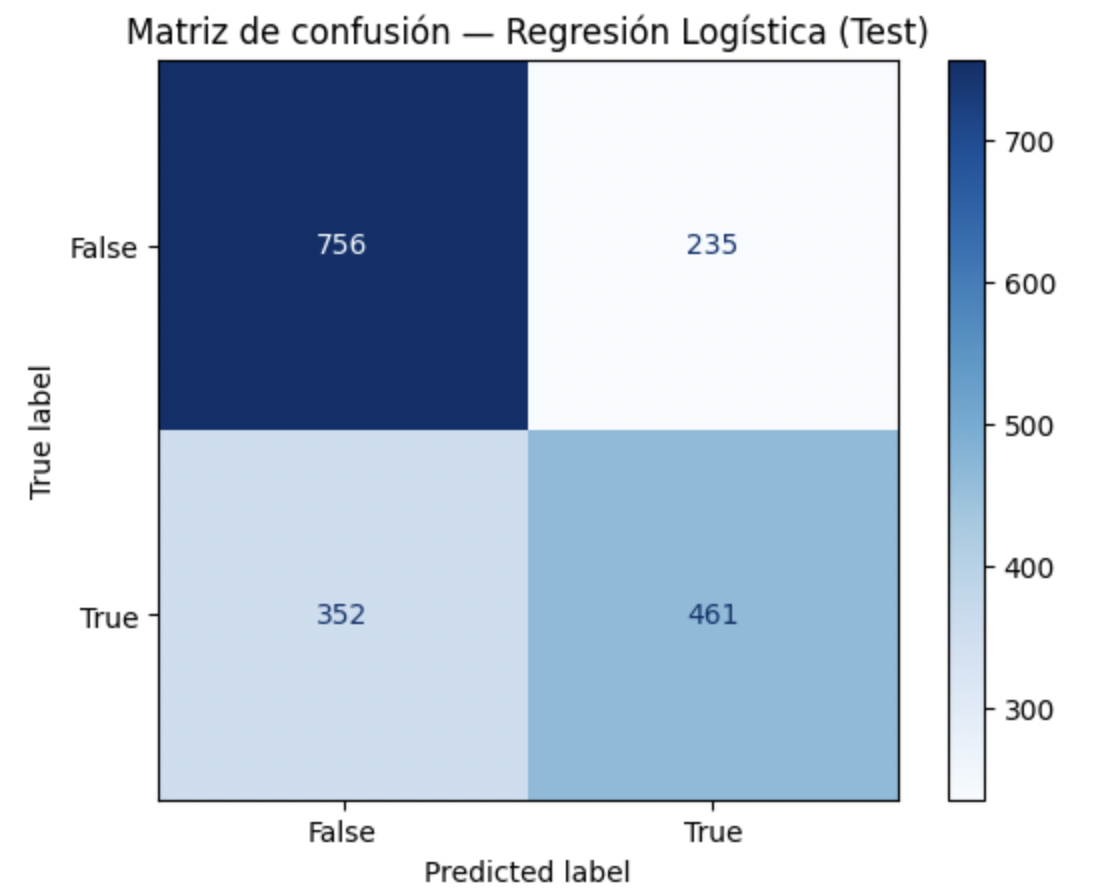 Matriz de confusión — Regresión Logística (Test)
700
756
235
False
600
True label
500
400
352
461
True
300
False
True
Predicted label